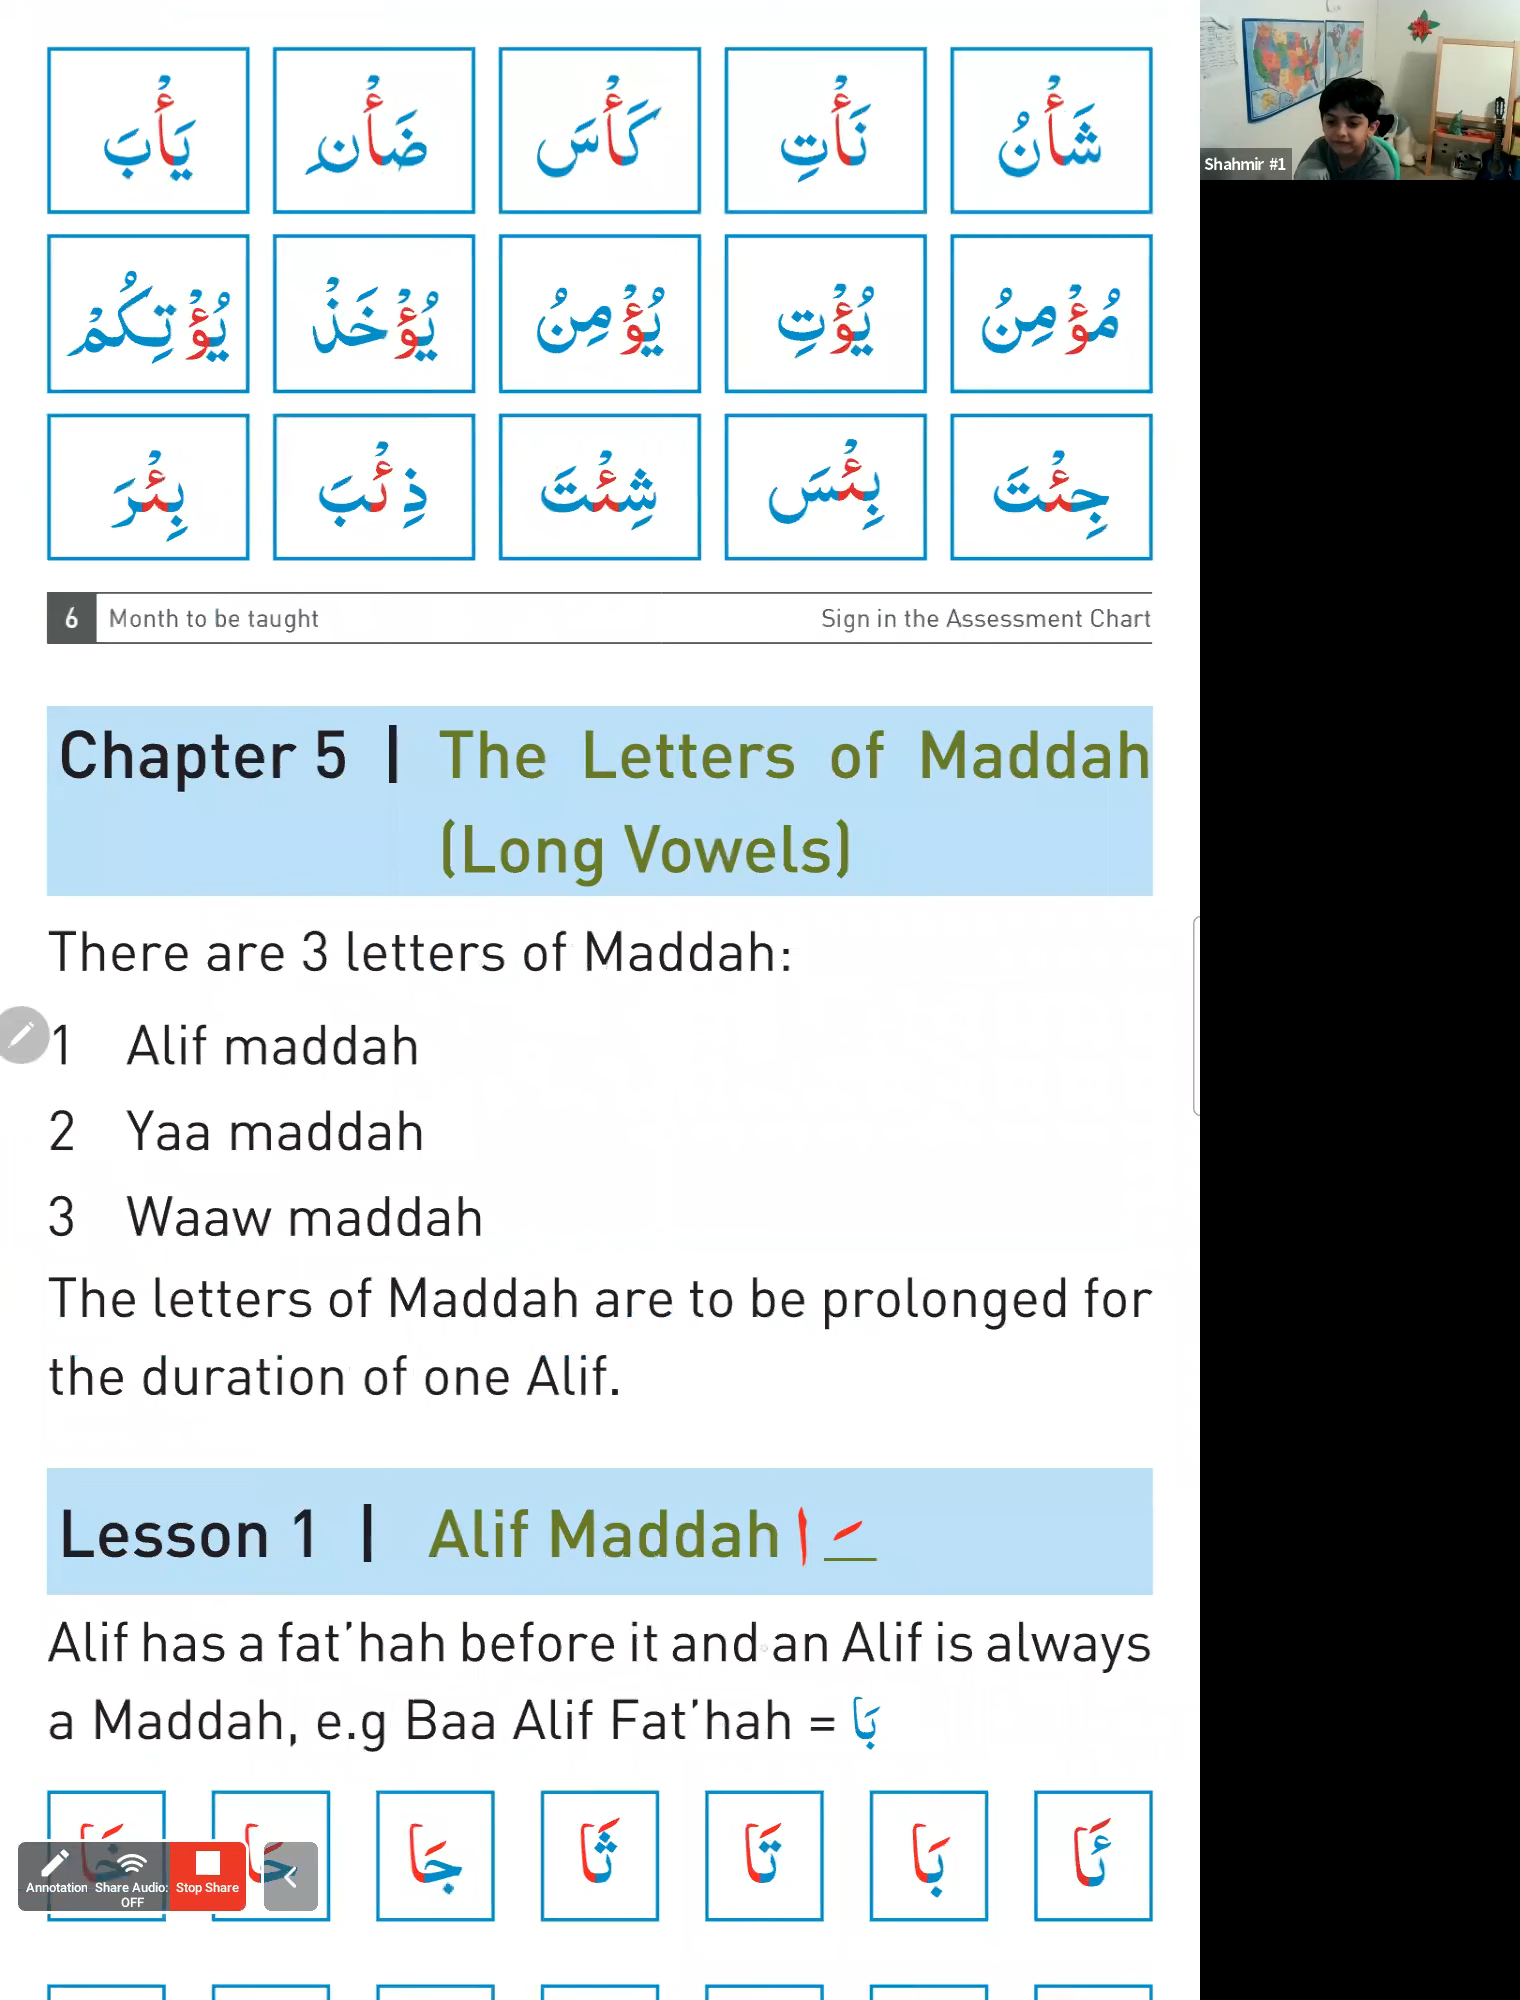 شَأْنُ نَأْتِ كَأْسَ ضَأْنِ يَأْبَ
مُؤْمِنُ يُؤْتِ يُؤْمِنُ يُؤْخَذْ يُؤْتِكُمْ
جِئْتَ بِئْسَ شِئْتَ ذِئْبَ بِئْرَ
6 Month to be taught Sign in the Assessment Chart
Chapter 5 | The Letters of Maddah
(Long Vowels)
There are 3 letters of Maddah:
1 Alif maddah
2 Yaa maddah
3 Waaw maddah
The letters of Maddah are to be prolonged for
the duration of one Alif.
Lesson 1 | Alif Maddah ـَ ا
Alif has a fat’hah before it and an Alif is always
a Maddah, e.g Baa Alif Fat’hah = بَا
ئَا بَا تَا ثَا جَا حَا خَا
Annotation Share Audio: OFF Stop Share
Shahmir #1